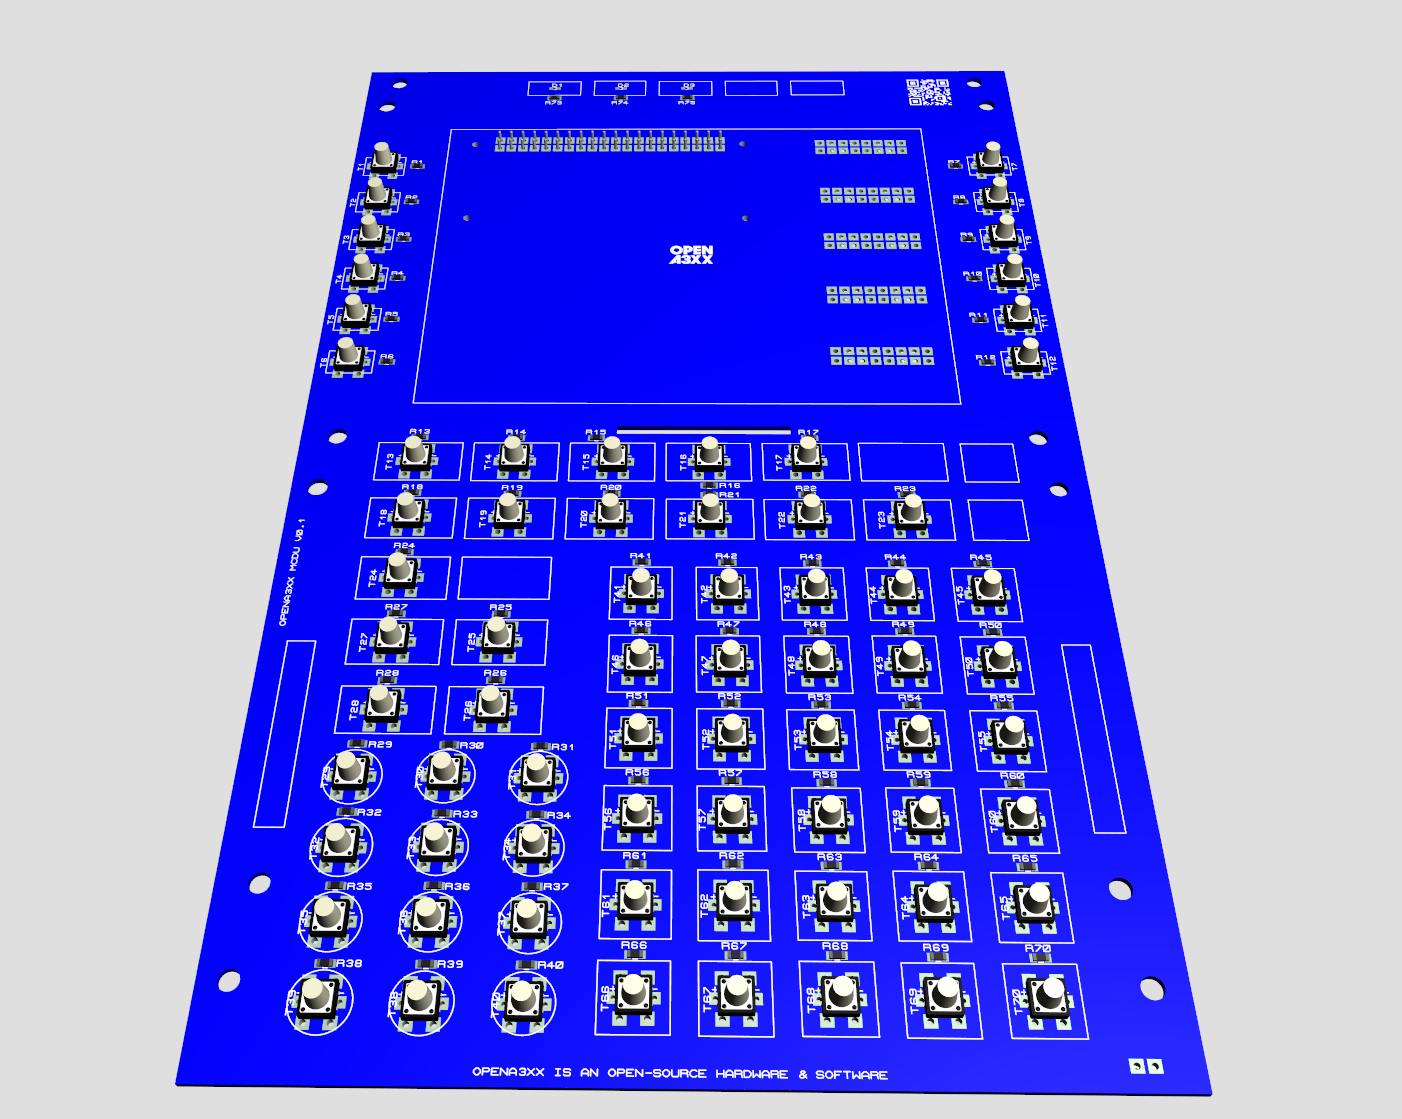 D1 D2 D3
R73 R74 R75
T1 R1 R7 T7
T2 R2 R8 T8
T3 R3 R9 T9
OPEN
A3XX
T4 R4 R10 T10
T5 R5 R11 T11
T6 R6 R12 T12
R13 R14 R15 R17
T13 T14 T15 T16 T17
R16
R18 R19 R20 R21 R22 R23
T18 T19 T20 T21 T22 T23
OPENA3XX MCDU V0.1
R24 R41 R42 R43 R44 R45
T24 T41 T42 T43 T44 T45
R27 R25 R46 R47 R48 R49 R50
T27 T25 T46 T47 T48 T49 T50
R28 R26 R51 R52 R53 R54 R55
T28 T26 T51 T52 T53 T54 T55
R29 R30 R31
R56 R57 R58 R59 R60
R32 R33 R34 T56 T57 T58 T59 T60
R61 R62 R63 R64 R65
R35 R36 R37 T61 T62 T63 T64 T65
R66 R67 R68 R69 R70
R38 R39 R40
T66 T67 T68 T69 T70
OPENA3XX IS AN OPEN-SOURCE HARDWARE & SOFTWARE